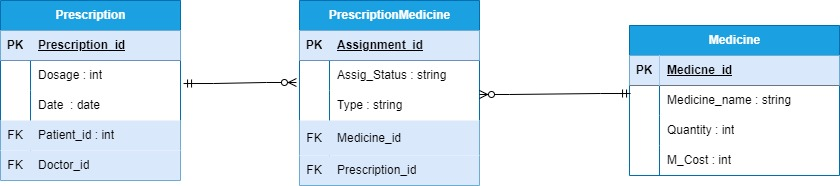 Prescription
PK Prescription_id
Dosage : int
Date : date
FK Patient_id : int
FK Doctor_id
PrescriptionMedicine
PK Assignment_id
Assig_Status : string
Type : string
FK Medicine_id
FK Prescription_id
Medicine
PK Medicne_id
Medicine_name : string
Quantity : int
M_Cost : int